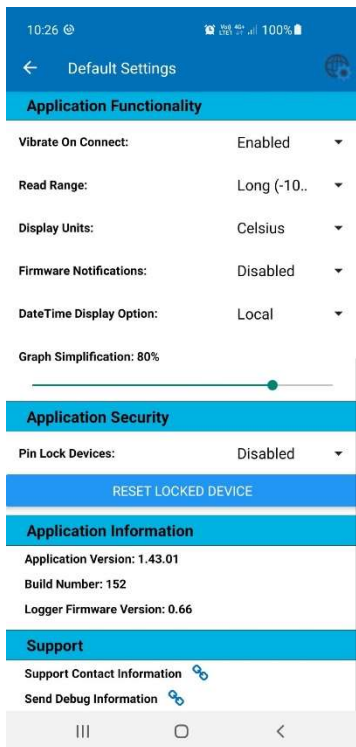 10:26 100%
Default Settings
Application Functionality
Vibrate On Connect: Enabled
Read Range: Long (-10..
Display Units: Celsius
Firmware Notifications: Disabled
DateTime Display Option: Local
Graph Simplification: 80%
Application Security
Pin Lock Devices: Disabled
RESET LOCKED DEVICE
Application Information
Application Version: 1.43.01
Build Number: 152
Logger Firmware Version: 0.66
Support
Support Contact Information
Send Debug Information